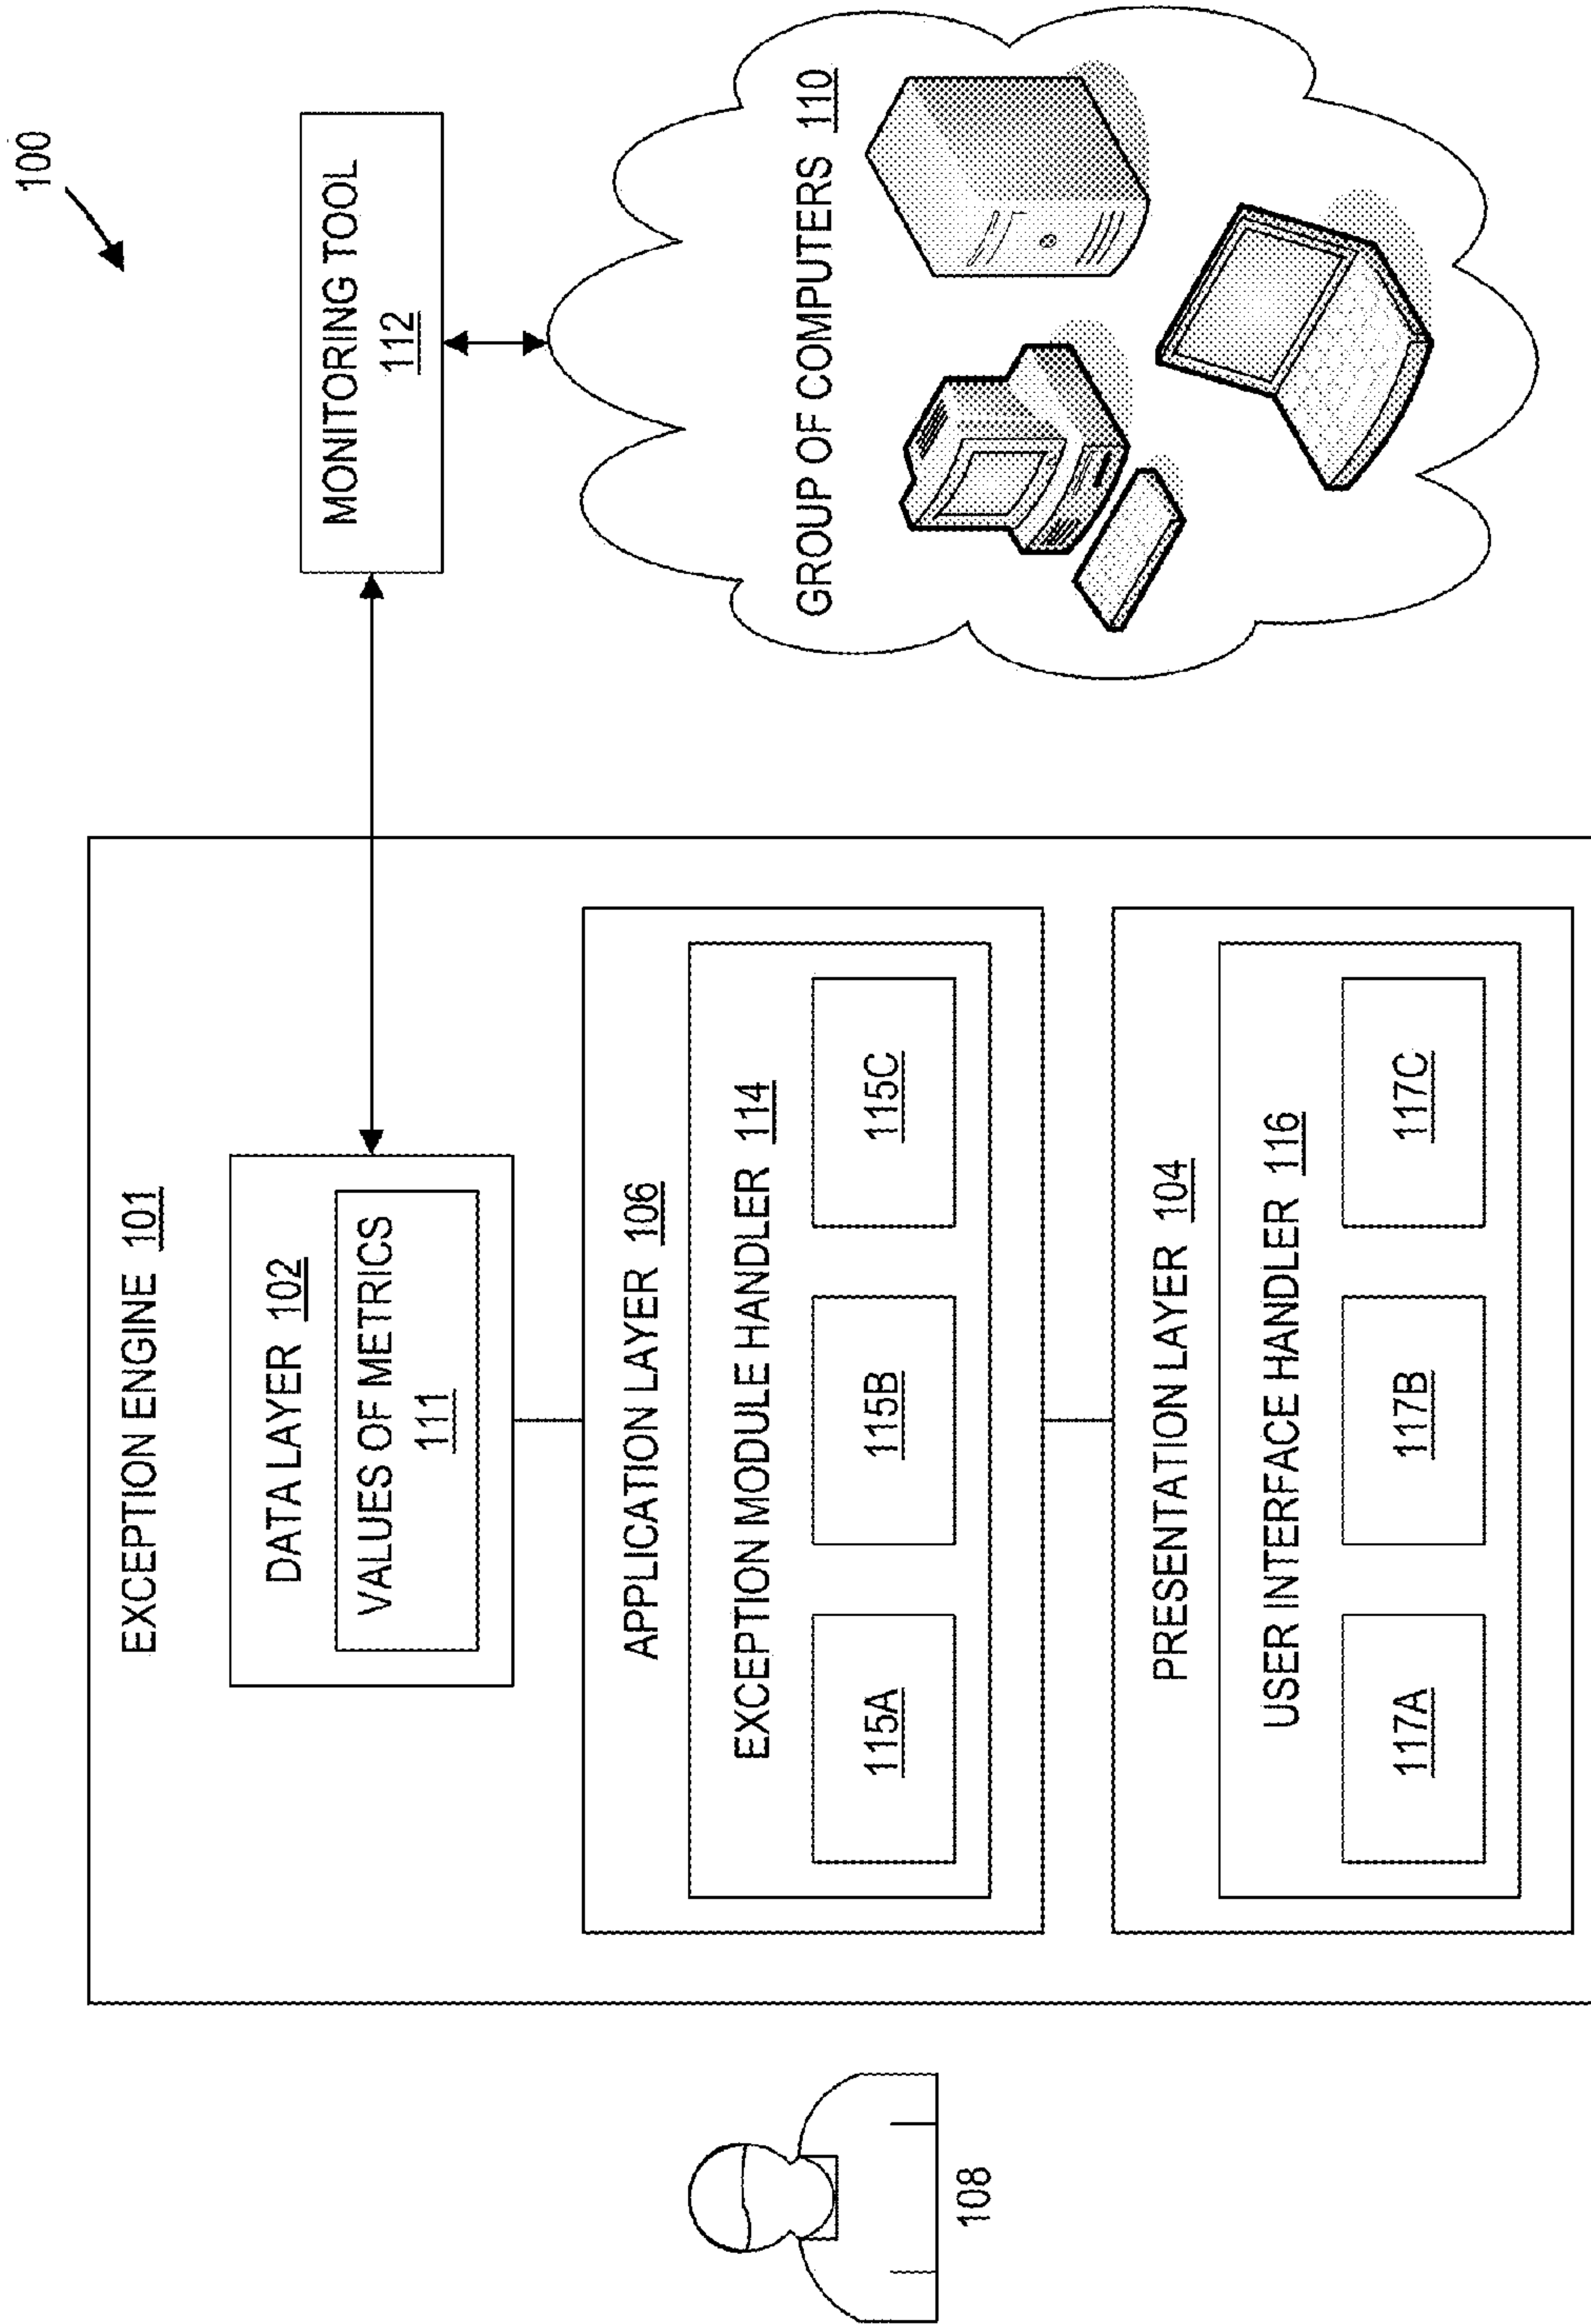 100
EXCEPTION ENGINE 101
DATA LAYER 102
VALUES OF METRICS
111
MONITORING TOOL
112
APPLICATION LAYER 106
EXCEPTION MODULE HANDLER 114
115A
115B
115C
GROUP OF COMPUTERS 110
108
PRESENTATION LAYER 104
USER INTERFACE HANDLER 116
117A
117B
117C